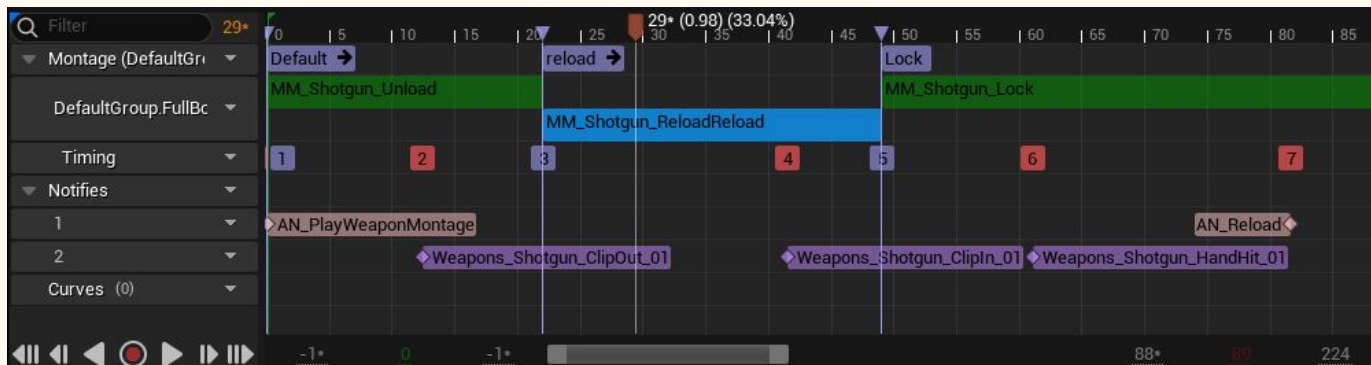 Filter 29* 29* (0.98) (33.04%)
0 5 10 15 20 25 30 35 40 45 50 55 60 65 70 75 80 85
Montage (DefaultGr Default reload Lock
MM_Shotgun_Unload MM_Shotgun_Lock
DefaultGroup.FullBc
MM_Shotgun_ReloadReload
Timing 1 2 3 4 5 6 7
Notifies
1 AN_PlayWeaponMontage AN_Reload
2 Weapons_Shotgun_ClipOut_01 Weapons_Shotgun_ClipIn_01 Weapons_Shotgun_HandHit_01
Curves (0)
-1* 0 -1* 88* 89 224